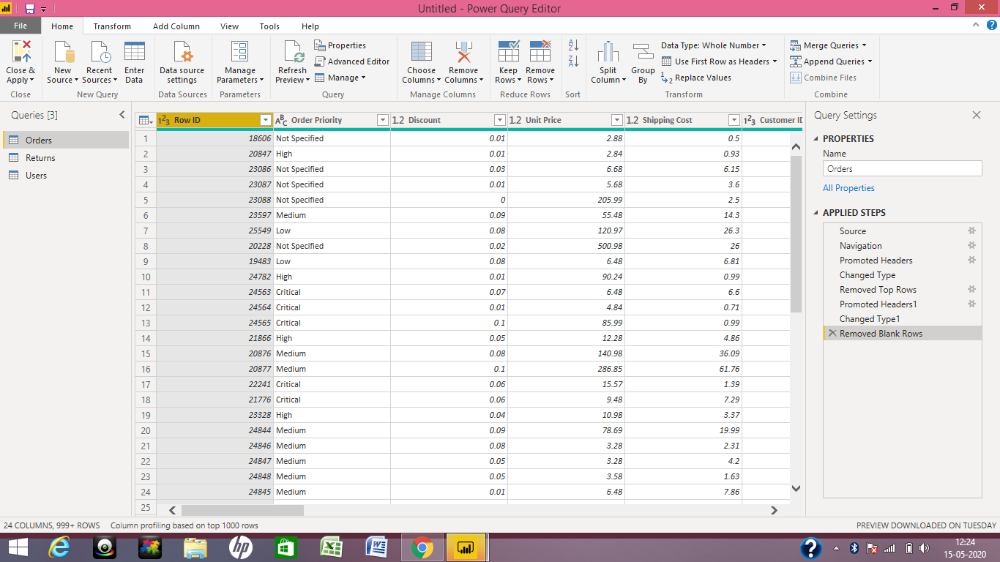 Untitled - Power Query Editor
File Home Transform Add Column View Tools Help
Close & Apply
New Source
Recent Sources
Enter Data
Data source settings
Manage Parameters
Refresh Preview
Properties
Advanced Editor
Manage
Choose Columns
Remove Columns
Keep Rows
Remove Rows
Split Column
Group By
Data Type: Whole Number
Use First Row as Headers
Replace Values
Merge Queries
Append Queries
Combine Files
Close New Query Data Sources Parameters Query Manage Columns Reduce Rows Sort Transform Combine
Queries [3]
Orders
Returns
Users
Row ID Order Priority 1.2 Discount 1.2 Unit Price 1.2 Shipping Cost Customer ID
1 18606 Not Specified 0.01 2.88 0.5
2 20847 High 0.01 2.84 0.93
3 23086 Not Specified 0.03 6.68 6.15
4 23087 Not Specified 0.01 5.68 3.6
5 23088 Not Specified 0 205.99 2.5
6 23597 Medium 0.09 55.48 14.3
7 25549 Low 0.08 120.97 26.3
8 20228 Not Specified 0.02 500.98 26
9 19483 Low 0.08 6.48 6.81
10 24782 High 0.01 90.24 0.99
11 24563 Critical 0.07 6.48 6.6
12 24564 Critical 0.01 4.84 0.71
13 24565 Critical 0.1 85.99 0.99
14 21866 High 0.05 12.28 4.86
15 20876 Medium 0.08 140.98 36.09
16 20877 Medium 0.1 286.85 61.76
17 22241 Critical 0.06 15.57 1.39
18 21776 Critical 0.06 9.48 7.29
19 23328 High 0.04 10.98 3.37
20 24844 Medium 0.09 78.69 19.99
21 24846 Medium 0.08 3.28 2.31
22 24847 Medium 0.05 3.28 4.2
23 24848 Medium 0.05 3.58 1.63
24 24845 Medium 0.01 6.48 7.86
25
Query Settings
PROPERTIES
Name
Orders
All Properties
APPLIED STEPS
Source
Navigation
Promoted Headers
Changed Type
Removed Top Rows
Promoted Headers1
Changed Type1
Removed Blank Rows
24 COLUMNS, 999+ ROWS Column profiling based on top 1000 rows
PREVIEW DOWNLOADED ON TUESDAY
12:24
15-05-2020